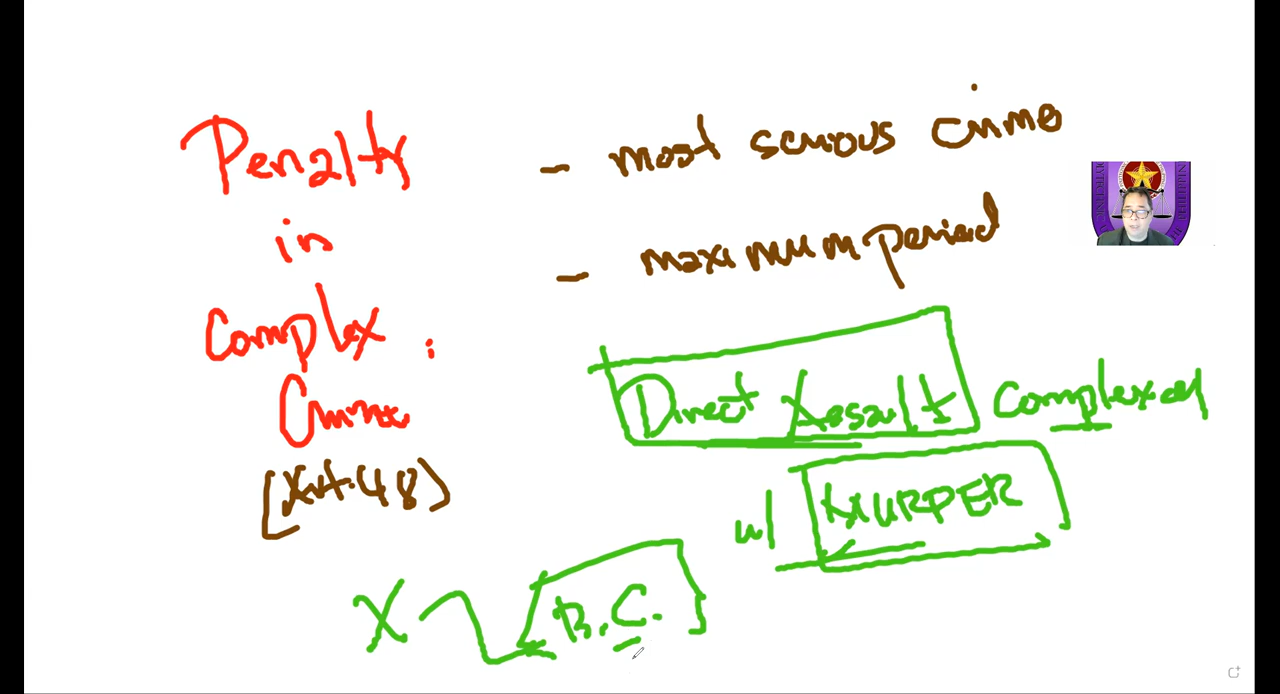 Penalty
in
Complex :
Crime
[Art. 48]
- most serious crime
- maximum period
Direct Assault Complexed
w/ MURDER
X
B.C.